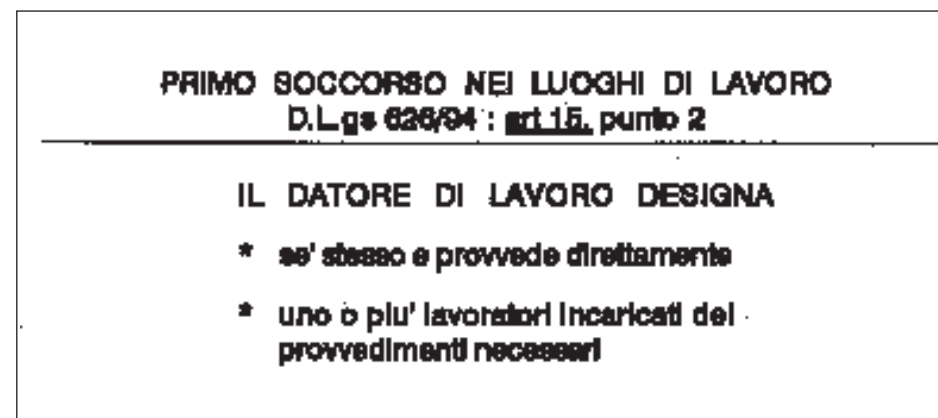 PRIMO SOCCORSO NEI LUOGHI DI LAVORO
D.Lgs 626/94 : art 15. punto 2
IL DATORE DI LAVORO DESIGNA
* se' stesso e provvede direttamente
* uno o piu' lavoratori incaricati dei
provvedimenti necessari